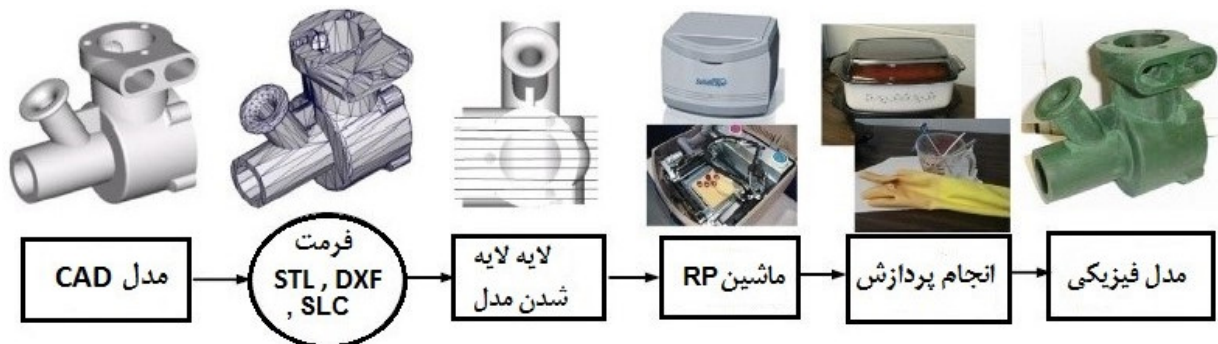 مدل CAD
فرمت
STL , DXF
, SLC
لایه لایه
شدن مدل
ماشین RP
انجام پردازش
مدل فیزیکی